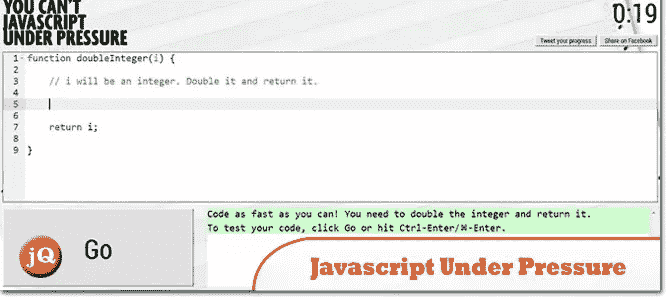 YOU CAN'T
JAVASCRIPT
UNDER PRESSURE
0:19
Tweet your progress
Share on Facebook
1 function doubleInteger(i) {
2
3 // i will be an integer. Double it and return it.
4
5
6
7 return i;
8
9 }
Code as fast as you can! You need to double the integer and return it.
To test your code, click Go or hit Ctrl-Enter/⌘-Enter.
jQ
Go
Javascript Under Pressure